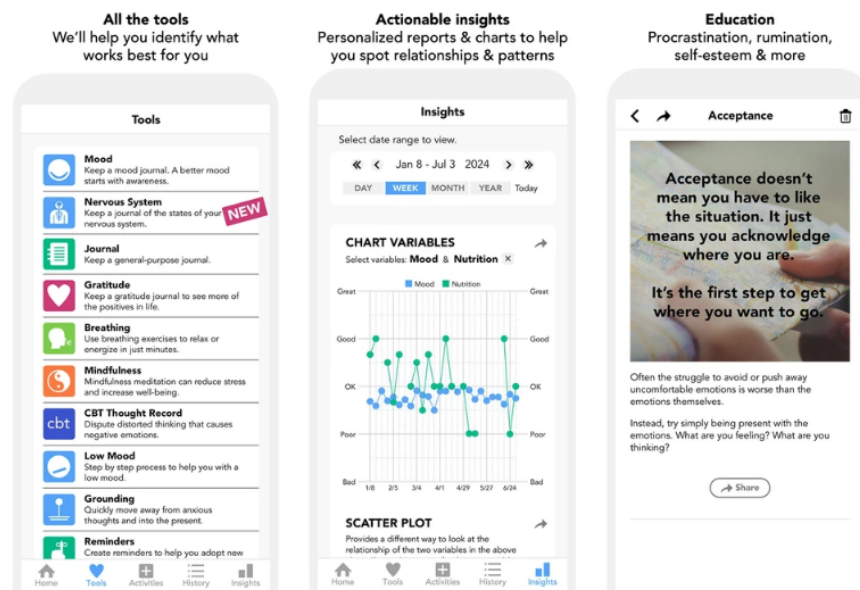 All the tools
We'll help you identify what
works best for you
Tools
Mood
Keep a mood journal. A better mood
starts with awareness.
Nervous System
Keep a journal of the states of your
nervous system.
NEW
Journal
Keep a general-purpose journal.
Gratitude
Keep a gratitude journal to see more of
the positives in life.
Breathing
Use breathing exercises to relax or
energize in just minutes.
Mindfulness
Mindfulness meditation can reduce stress
and increase well-being.
cbt
CBT Thought Record
Dispute distorted thinking that causes
negative emotions.
Low Mood
Step by step process to help you with a
low mood.
Grounding
Quickly move away from anxious
thoughts and into the present.
Reminders
Create reminders to help you adopt new
Home Tools Activities History Insights
Actionable insights
Personalized reports & charts to help
you spot relationships & patterns
Insights
Select date range to view.
Jan 8 - Jul 3 2024
DAY WEEK MONTH YEAR Today
CHART VARIABLES
Select variables: Mood & Nutrition ×
Mood Nutrition
Great Great
Good Good
OK OK
Poor Poor
Bad Bad
1/8 2/5 3/4 4/1 4/29 5/27 6/24
SCATTER PLOT
Provides a different way to look at the
relationship of the two variables in the above
Home Tools Activities History Insights
Education
Procrastination, rumination,
self-esteem & more
Acceptance
Acceptance doesn't
mean you have to like
the situation. It just
means you acknowledge
where you are.
It's the first step to get
where you want to go.
Often the struggle to avoid or push away
uncomfortable emotions is worse than the
emotions themselves.
Instead, try simply being present with the
emotions. What are you feeling? What are you
thinking?
Share